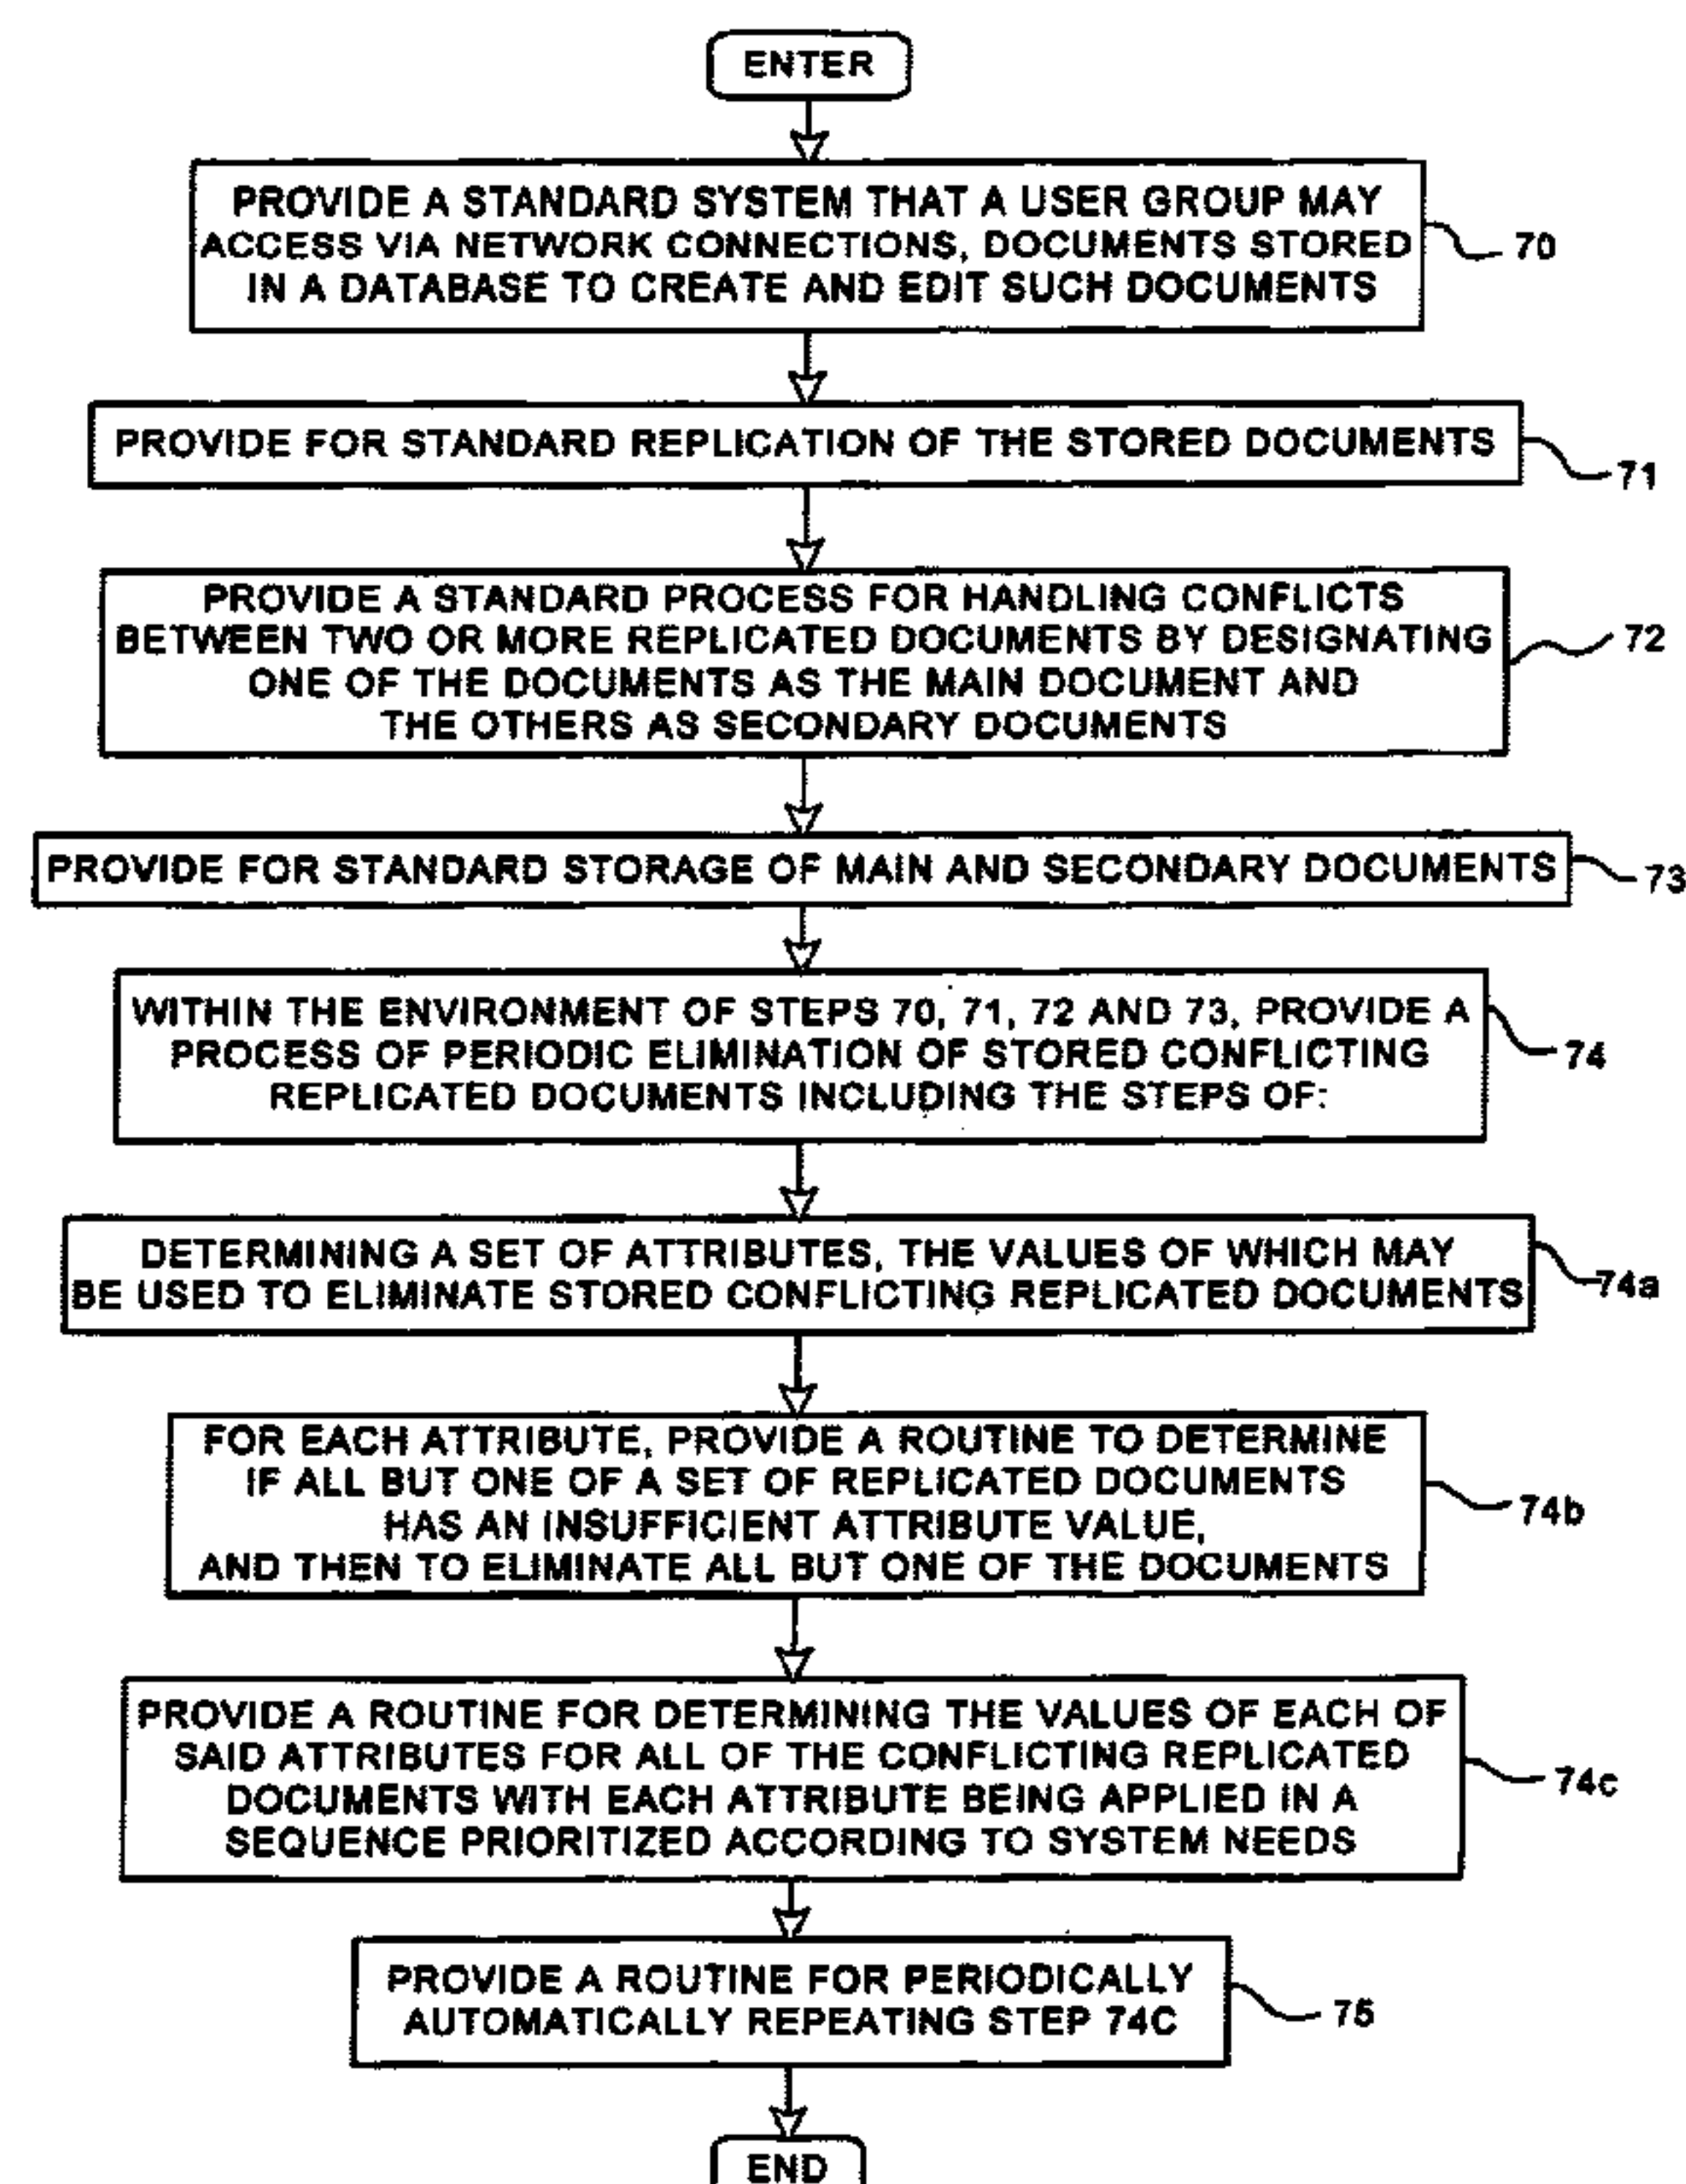 ENTER
PROVIDE A STANDARD SYSTEM THAT A USER GROUP MAY
ACCESS VIA NETWORK CONNECTIONS, DOCUMENTS STORED
IN A DATABASE TO CREATE AND EDIT SUCH DOCUMENTS
70
PROVIDE FOR STANDARD REPLICATION OF THE STORED DOCUMENTS
71
PROVIDE A STANDARD PROCESS FOR HANDLING CONFLICTS
BETWEEN TWO OR MORE REPLICATED DOCUMENTS BY DESIGNATING
ONE OF THE DOCUMENTS AS THE MAIN DOCUMENT AND
THE OTHERS AS SECONDARY DOCUMENTS
72
PROVIDE FOR STANDARD STORAGE OF MAIN AND SECONDARY DOCUMENTS
73
WITHIN THE ENVIRONMENT OF STEPS 70, 71, 72 AND 73, PROVIDE A
PROCESS OF PERIODIC ELIMINATION OF STORED CONFLICTING
REPLICATED DOCUMENTS INCLUDING THE STEPS OF:
74
DETERMINING A SET OF ATTRIBUTES, THE VALUES OF WHICH MAY
BE USED TO ELIMINATE STORED CONFLICTING REPLICATED DOCUMENTS
74a
FOR EACH ATTRIBUTE, PROVIDE A ROUTINE TO DETERMINE
IF ALL BUT ONE OF A SET OF REPLICATED DOCUMENTS
HAS AN INSUFFICIENT ATTRIBUTE VALUE,
AND THEN TO ELIMINATE ALL BUT ONE OF THE DOCUMENTS
74b
PROVIDE A ROUTINE FOR DETERMINING THE VALUES OF EACH OF
SAID ATTRIBUTES FOR ALL OF THE CONFLICTING REPLICATED
DOCUMENTS WITH EACH ATTRIBUTE BEING APPLIED IN A
SEQUENCE PRIORITIZED ACCORDING TO SYSTEM NEEDS
74c
PROVIDE A ROUTINE FOR PERIODICALLY
AUTOMATICALLY REPEATING STEP 74C
75
END